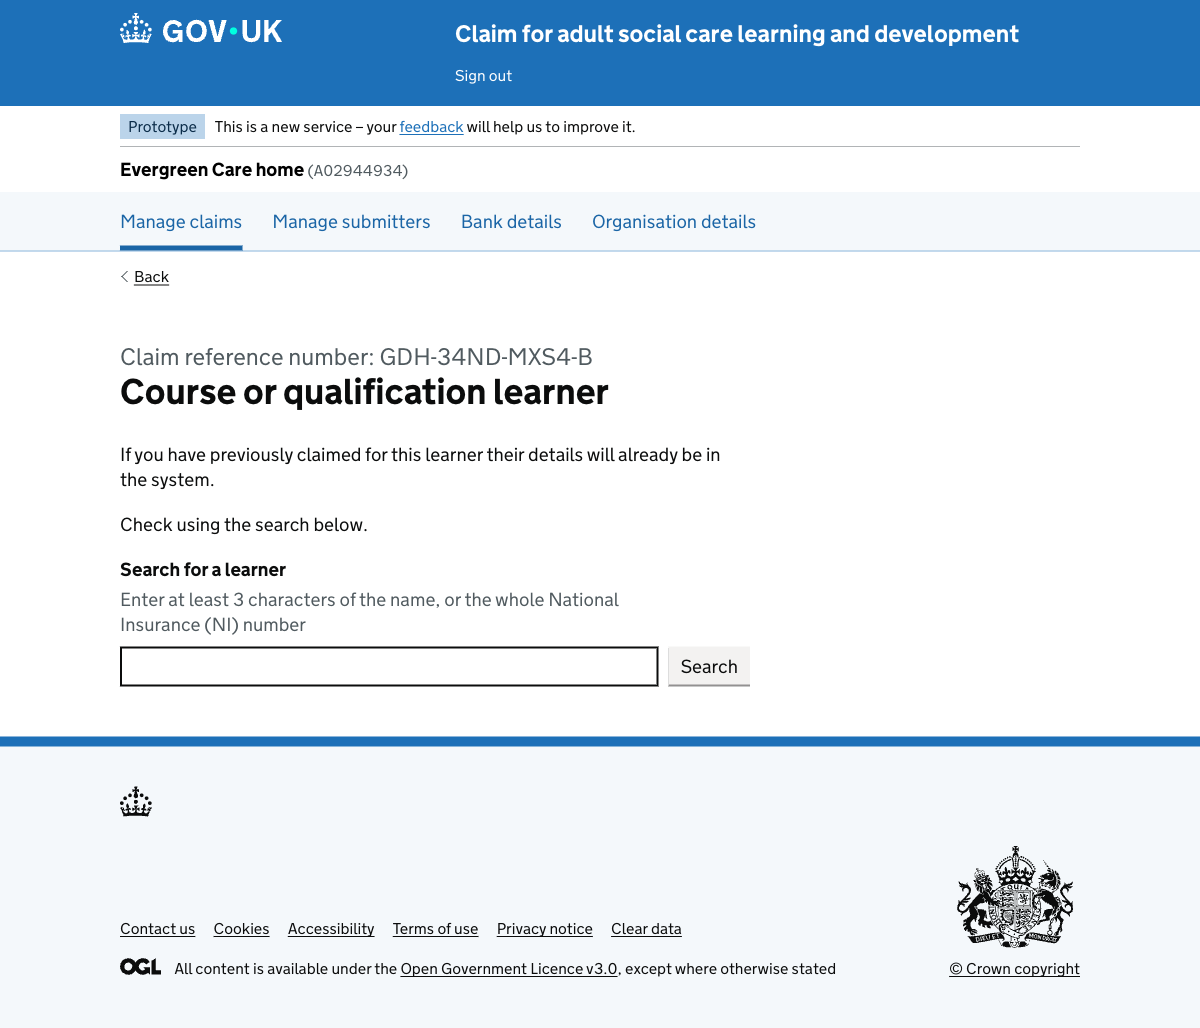 GOV·UK
Claim for adult social care learning and development
Sign out
Prototype This is a new service – your feedback will help us to improve it.
Evergreen Care home (A02944934)
Manage claims Manage submitters Bank details Organisation details
Back
Claim reference number: GDH-34ND-MXS4-B
Course or qualification learner
If you have previously claimed for this learner their details will already be in
the system.
Check using the search below.
Search for a learner
Enter at least 3 characters of the name, or the whole National
Insurance (NI) number
Search
Contact us Cookies Accessibility Terms of use Privacy notice Clear data
OGL All content is available under the Open Government Licence v3.0, except where otherwise stated
© Crown copyright